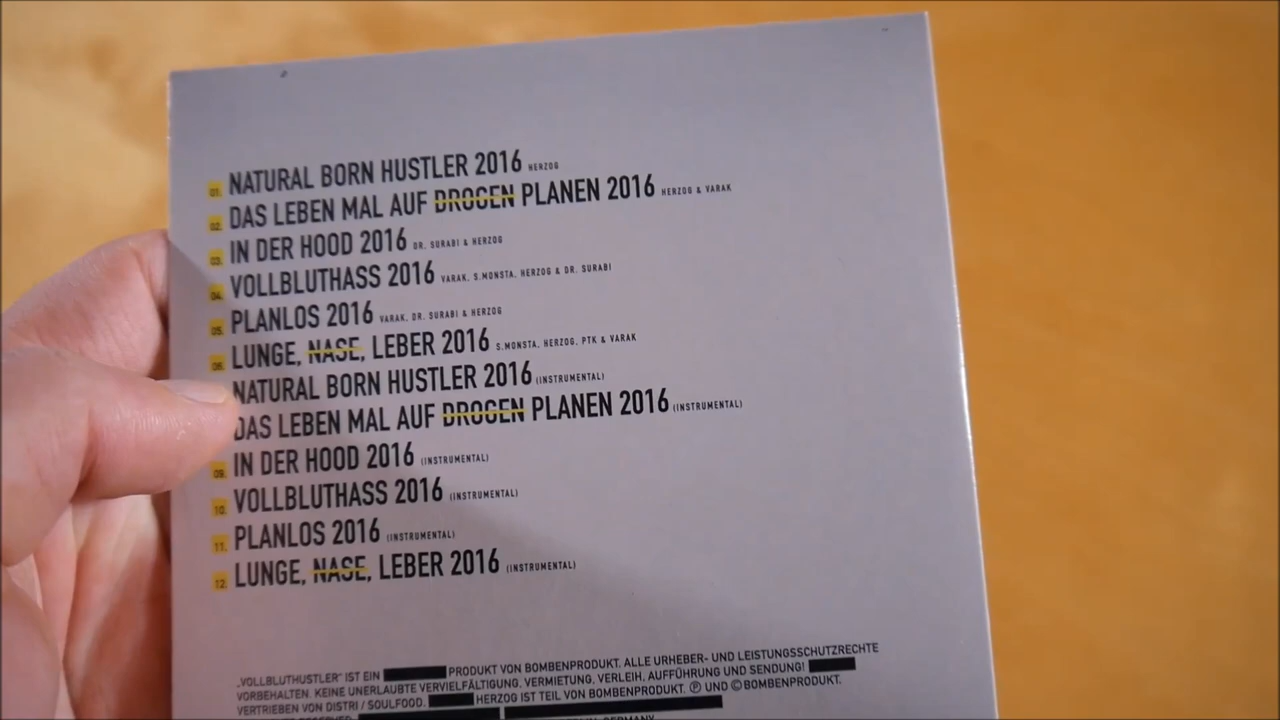 01. NATURAL BORN HUSTLER 2016 HERZOG
02. DAS LEBEN MAL AUF DROGEN PLANEN 2016 HERZOG & VARAK
03. IN DER HOOD 2016 DR. SURABI & HERZOG
04. VOLLBLUTHASS 2016 VARAK, S.MONSTA, HERZOG & DR. SURABI
05. PLANLOS 2016 VARAK, DR. SURABI & HERZOG
06. LUNGE, NASE, LEBER 2016 S.MONSTA, HERZOG, PTK & VARAK
NATURAL BORN HUSTLER 2016 (INSTRUMENTAL)
DAS LEBEN MAL AUF DROGEN PLANEN 2016 (INSTRUMENTAL)
09. IN DER HOOD 2016 (INSTRUMENTAL)
10. VOLLBLUTHASS 2016 (INSTRUMENTAL)
11. PLANLOS 2016 (INSTRUMENTAL)
12. LUNGE, NASE, LEBER 2016 (INSTRUMENTAL)
„VOLLBLUTHUSTLER" IST EIN PRODUKT VON BOMBENPRODUKT. ALLE URHEBER- UND LEISTUNGSSCHUTZRECHTE
VORBEHALTEN. KEINE UNERLAUBTE VERVIELFÄLTIGUNG, VERMIETUNG, VERLEIH, AUFFÜHRUNG UND SENDUNG!
VERTRIEBEN VON DISTRI / SOULFOOD. HERZOG IST TEIL VON BOMBENPRODUKT. ℗ UND © BOMBENPRODUKT.
GERMANY